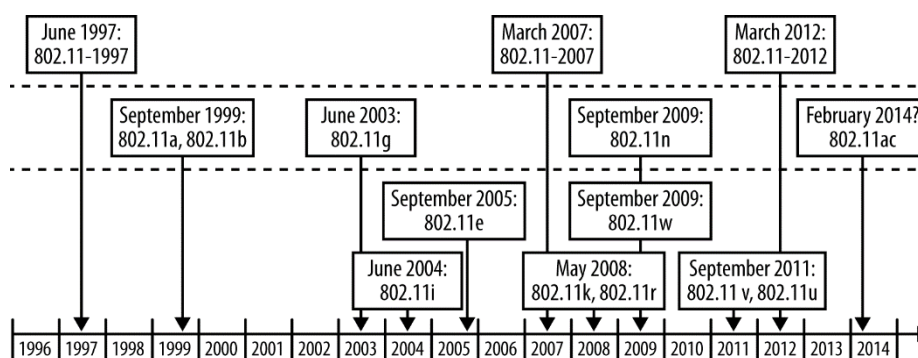 June 1997:
802.11-1997
March 2007:
802.11-2007
March 2012:
802.11-2012
September 1999:
802.11a, 802.11b
June 2003:
802.11g
September 2009:
802.11n
February 2014?
802.11ac
September 2005:
802.11e
September 2009:
802.11w
June 2004:
802.11i
May 2008:
802.11k, 802.11r
September 2011:
802.11 v, 802.11u
1996 1997 1998 1999 2000 2001 2002 2003 2004 2005 2006 2007 2008 2009 2010 2011 2012 2013 2014